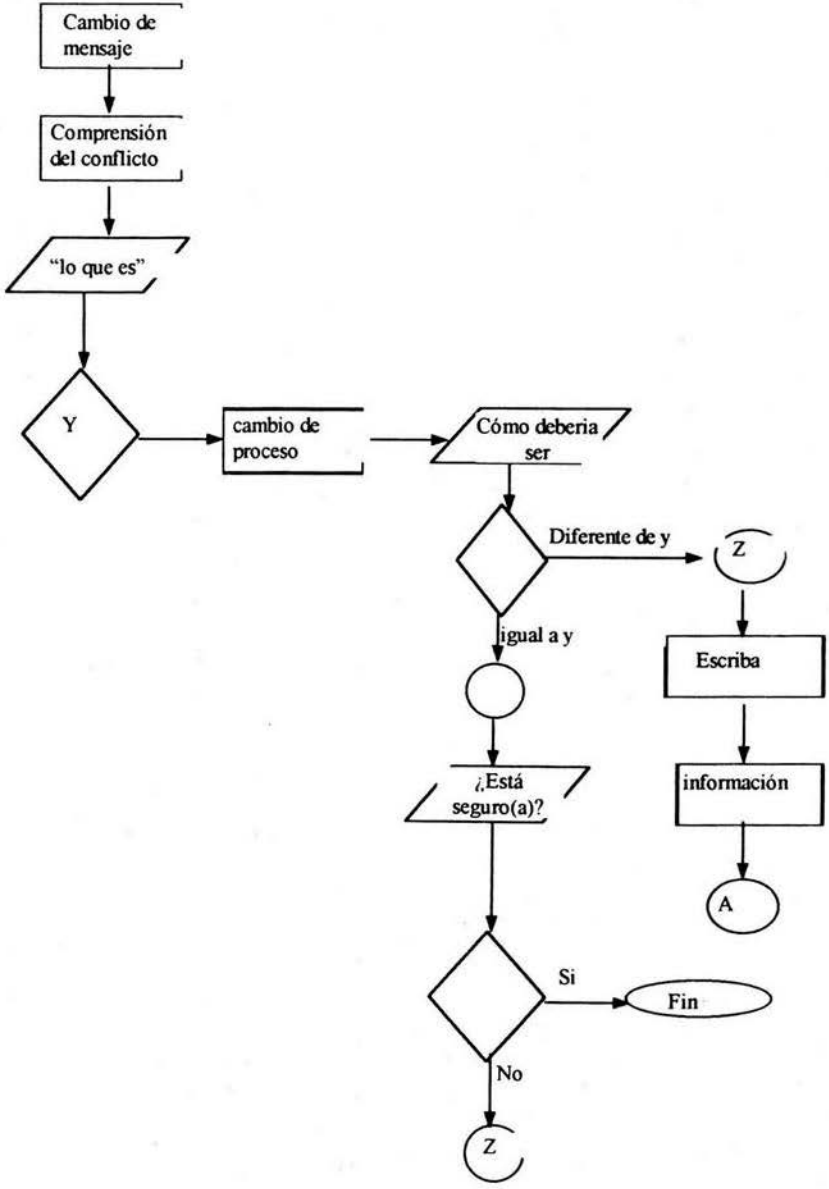 Cambio de
mensaje
Comprensión
del conflicto
“lo que es”
Y
cambio de
proceso
Cómo deberia
ser
Diferente de y
Z
igual a y
Escriba
¿Está
seguro(a)?
información
A
Si
Fin
No
Z